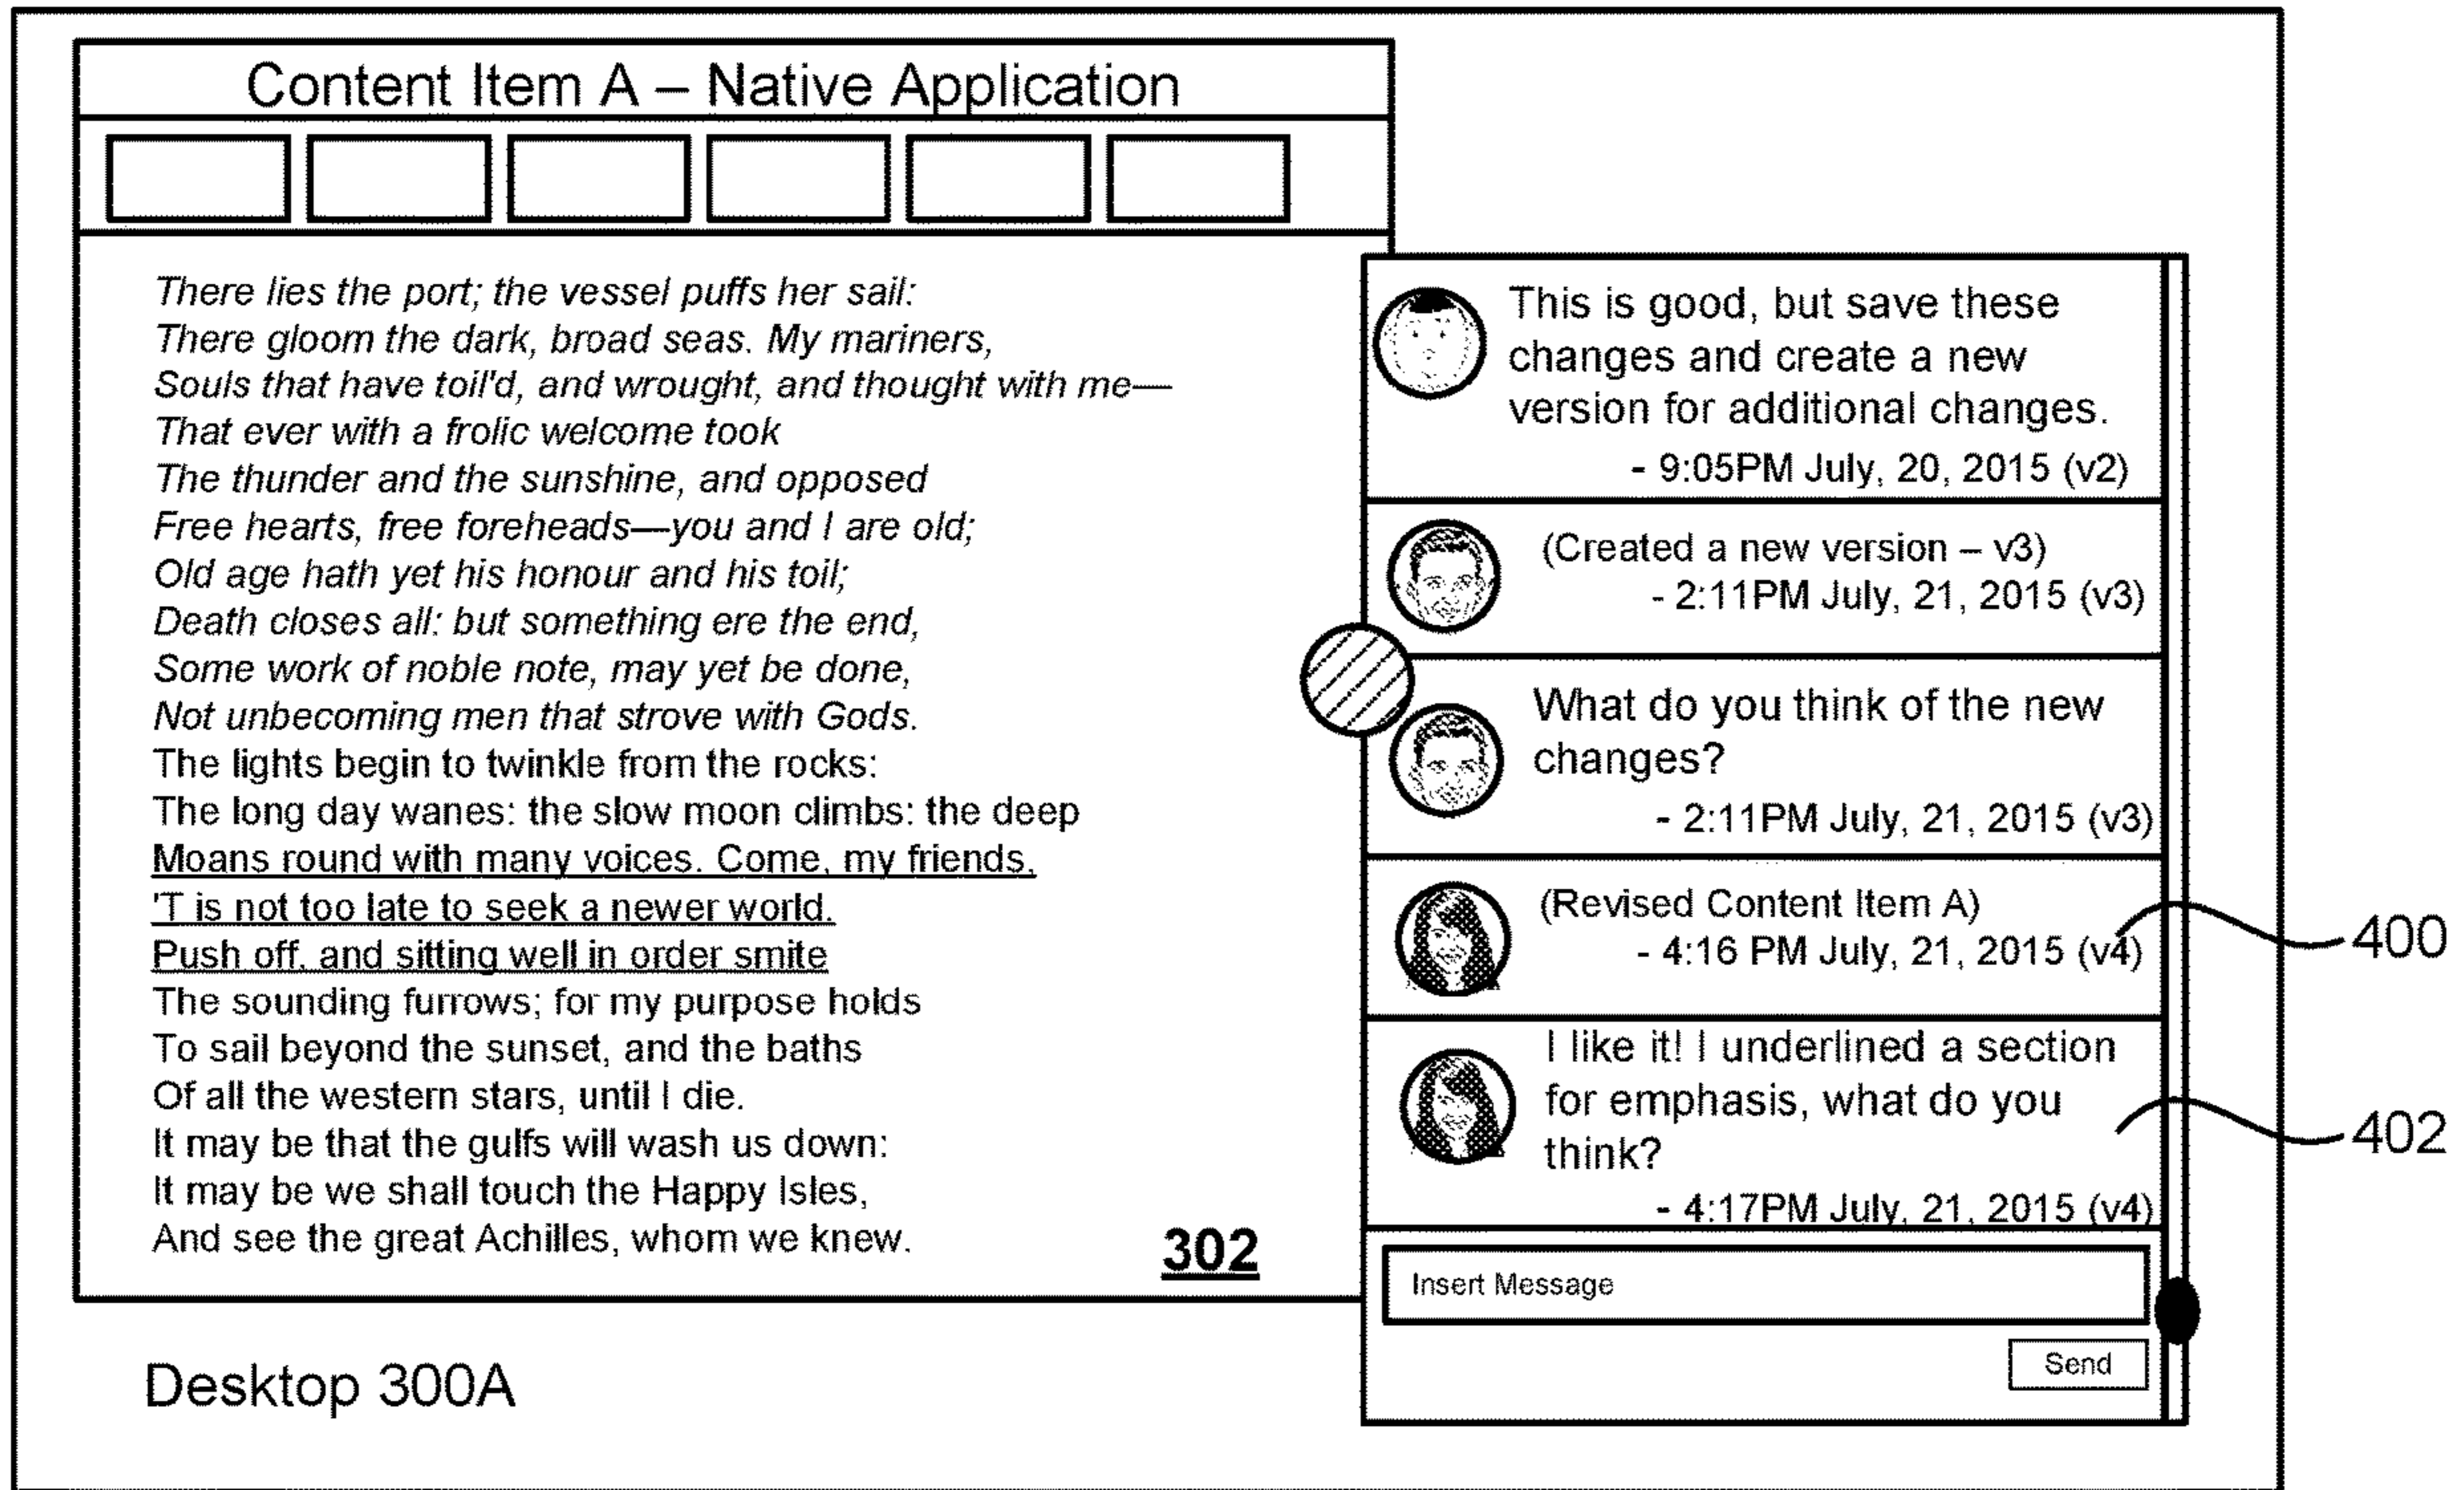 Content Item A – Native Application
There lies the port; the vessel puffs her sail:
There gloom the dark, broad seas. My mariners,
Souls that have toil'd, and wrought, and thought with me—
That ever with a frolic welcome took
The thunder and the sunshine, and opposed
Free hearts, free foreheads—you and I are old;
Old age hath yet his honour and his toil;
Death closes all: but something ere the end,
Some work of noble note, may yet be done,
Not unbecoming men that strove with Gods.
The lights begin to twinkle from the rocks:
The long day wanes: the slow moon climbs: the deep
Moans round with many voices. Come, my friends,
'T is not too late to seek a newer world.
Push off, and sitting well in order smite
The sounding furrows; for my purpose holds
To sail beyond the sunset, and the baths
Of all the western stars, until I die.
It may be that the gulfs will wash us down:
It may be we shall touch the Happy Isles,
And see the great Achilles, whom we knew.
302
This is good, but save these
changes and create a new
version for additional changes.
- 9:05PM July, 20, 2015 (v2)
(Created a new version – v3)
- 2:11PM July, 21, 2015 (v3)
What do you think of the new
changes?
- 2:11PM July, 21, 2015 (v3)
(Revised Content Item A)
- 4:16 PM July, 21, 2015 (v4)
400
I like it! I underlined a section
for emphasis, what do you
think?
- 4:17PM July, 21, 2015 (v4)
402
Insert Message
Send
Desktop 300A